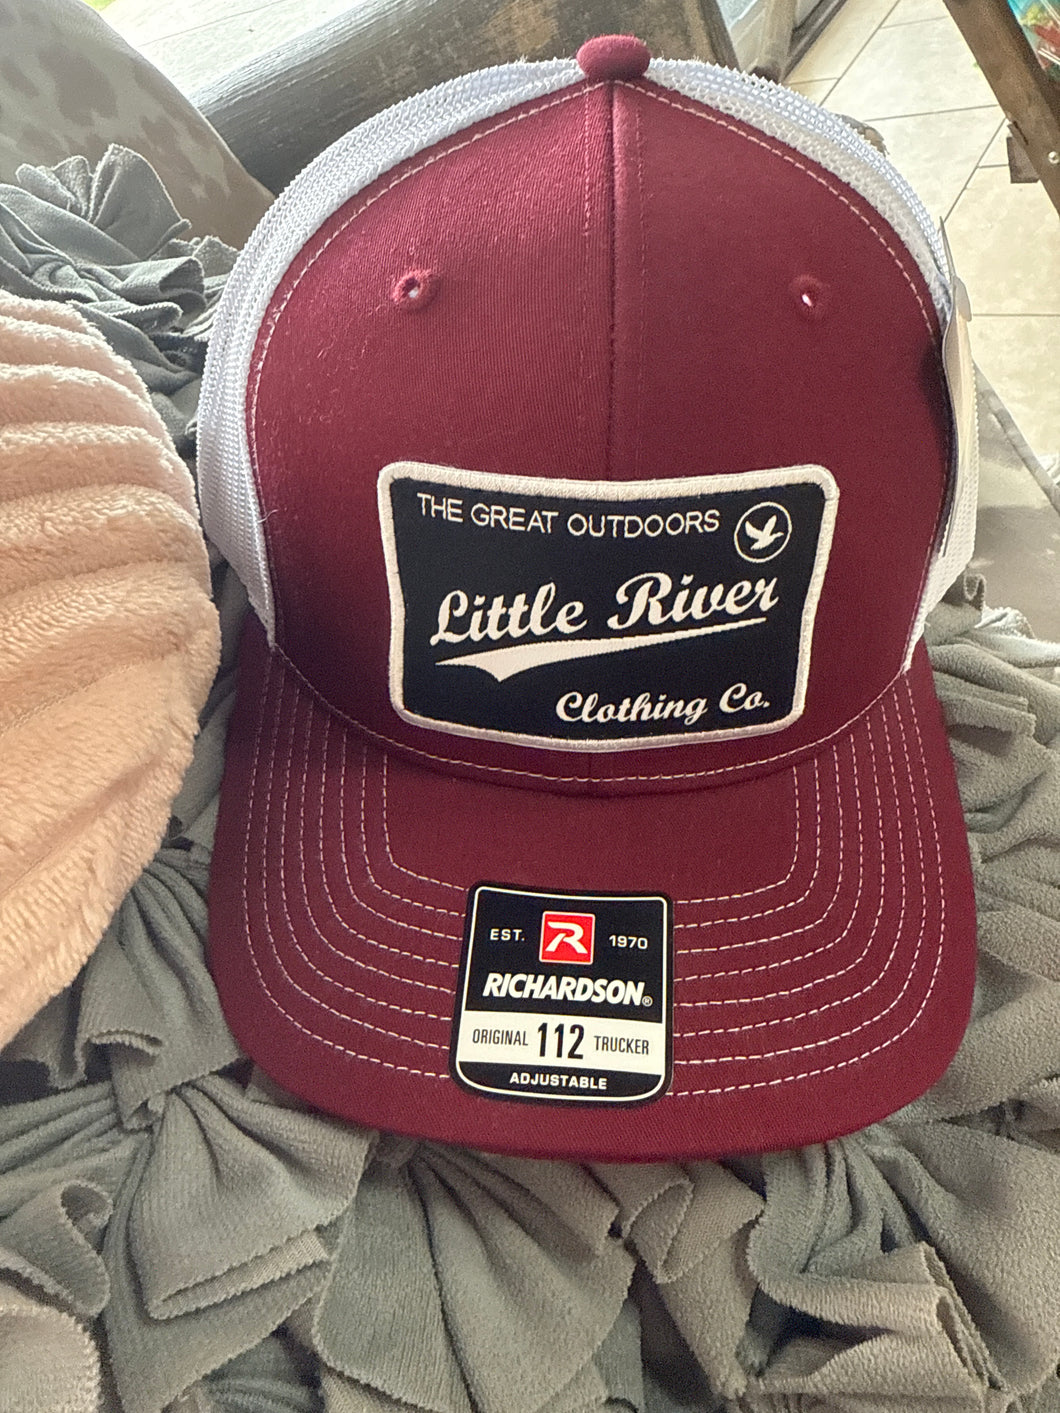 THE GREAT OUTDOORS
Little River
Clothing Co.
EST. R 1970
RICHARDSON®
ORIGINAL 112 TRUCKER
ADJUSTABLE